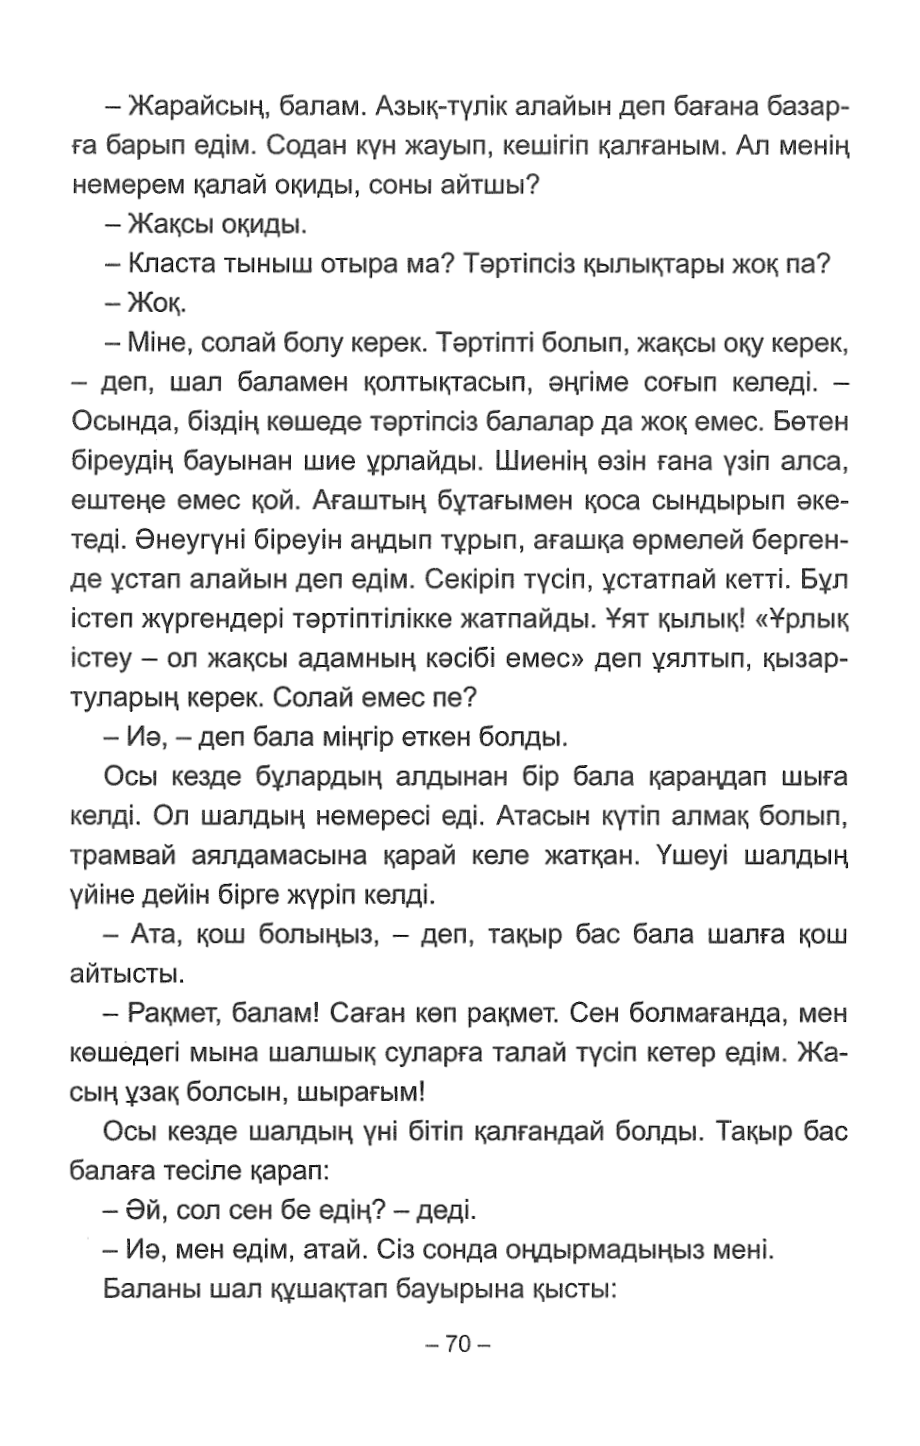 – Жарайсың, балам. Азық-түлік алайын деп бағана базар-
ға барып едім. Содан күн жауып, кешігіп қалғаным. Ал менің
немерем қалай оқиды, соны айтшы?
– Жақсы оқиды.
– Класта тыныш отыра ма? Тәртіпсіз қылықтары жоқ па?
– Жоқ.
– Міне, солай болу керек. Тәртіпті болып, жақсы оқу керек,
– деп, шал баламен қолтықтасып, әңгіме соғып келеді. –
Осында, біздің көшеде тәртіпсіз балалар да жоқ емес. Бөтен
біреудің бауынан шие ұрлайды. Шиенің өзін ғана үзіп алса,
ештеңе емес қой. Ағаштың бұтағымен қоса сындырып әке-
теді. Әнеугүні біреуін аңдып тұрып, ағашқа өрмелей берген-
де ұстап алайын деп едім. Секіріп түсіп, ұстатпай кетті. Бұл
істеп жүргендері тәртіптілікке жатпайды. Ұят қылық! «Ұрлық
істеу – ол жақсы адамның кәсібі емес» деп ұялтып, қызар-
туларың керек. Солай емес пе?
– Иә, – деп бала міңгір еткен болды.
Осы кезде бұлардың алдынан бір бала қараңдап шыға
келді. Ол шалдың немересі еді. Атасын күтіп алмақ болып,
трамвай аялдамасына қарай келе жатқан. Үшеуі шалдың
үйіне дейін бірге жүріп келді.
– Ата, қош болыңыз, – деп, тақыр бас бала шалға қош
айтысты.
– Рақмет, балам! Саған көп рақмет. Сен болмағанда, мен
көшедегі мына шалшық суларға талай түсіп кетер едім. Жа-
сың ұзақ болсын, шырағым!
Осы кезде шалдың үні бітіп қалғандай болды. Тақыр бас
балаға тесіле қарап:
– Әй, сол сен бе едің? – деді.
– Иә, мен едім, атай. Сіз сонда оңдырмадыңыз мені.
Баланы шал құшақтап бауырына қысты:
– 70 –